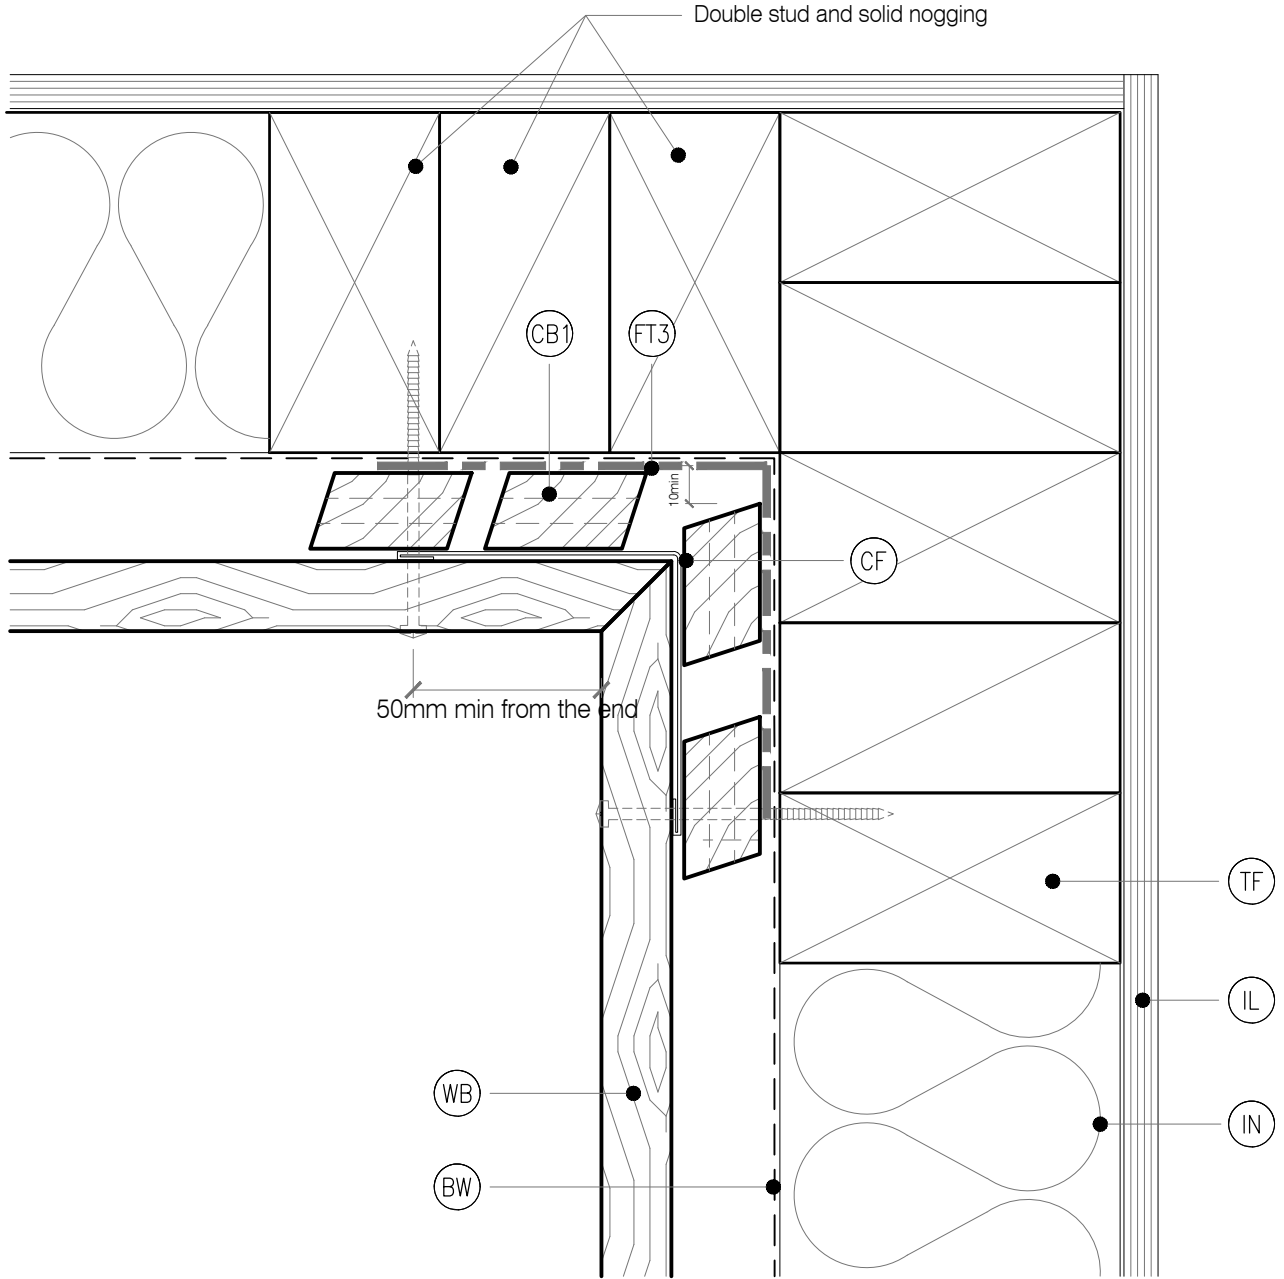 Double stud and solid nogging
CB1
FT3
10min
CF
50mm min from the end
TF
IL
WB
IN
BW